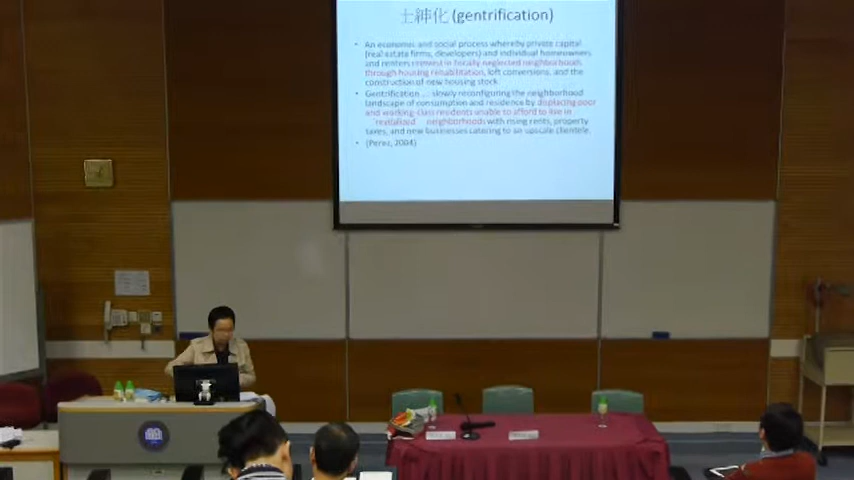 士紳化 (gentrification)
• An economic and social process whereby private capital
(real estate firms, developers) and individual homeowners
and renters reinvest in fiscally neglected neighborhoods
through housing rehabilitation, loft conversions, and the
construction of new housing stock.
• Gentrification … slowly reconfiguring the neighborhood
landscape of consumption and residence by displacing poor
and working-class residents unable to afford to live in
'revitalized' neighborhoods with rising rents, property
taxes, and new businesses catering to an upscale clientele.
• (Perez, 2004)